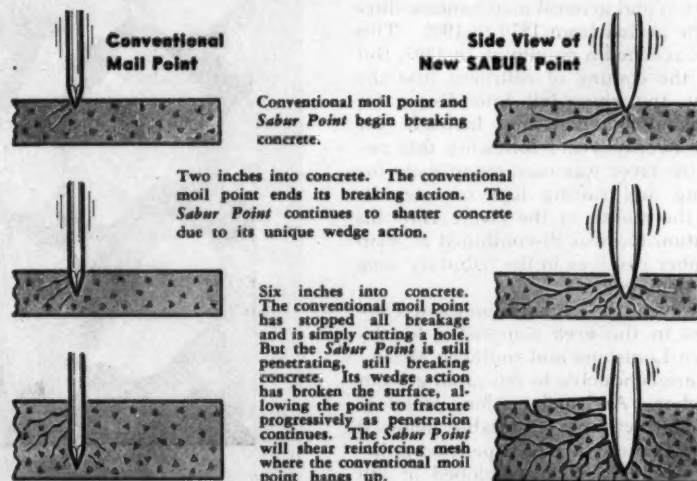 Conventional
Mail Point
Side View of
New SABUR Point
Conventional moil point and
Sabur Point begin breaking
concrete.
Two inches into concrete. The conventional
moil point ends its breaking action. The
Sabur Point continues to shatter concrete
due to its unique wedge action.
Six inches into concrete.
The conventional moil point
has stopped all breakage
and is simply cutting a hole.
But the Sabur Point is still
penetrating, still breaking
concrete. Its wedge action
has broken the surface, al-
lowing the point to fracture
progressively as penetration
continues. The Sabur Point
will shear reinforcing mesh
where the conventional moil
point hangs up.